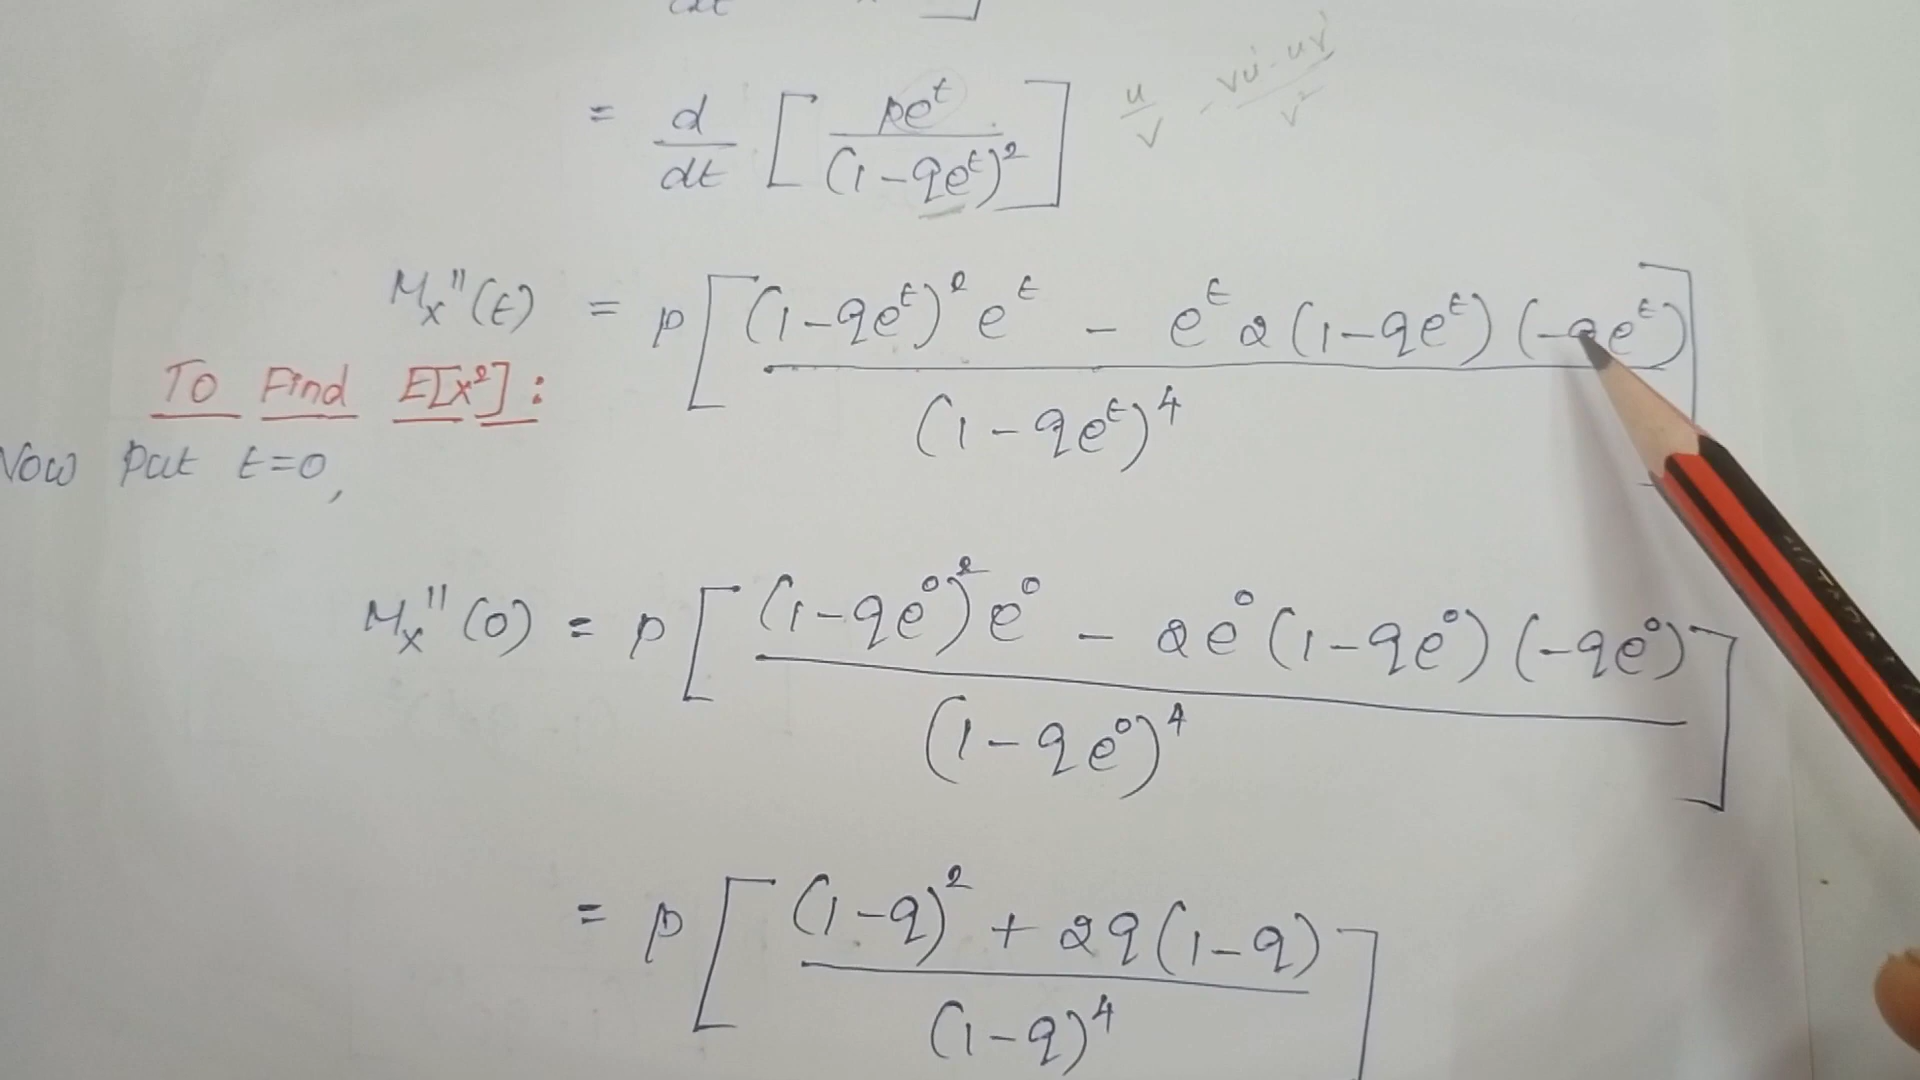 = d/dt [ pe^t / (1-qe^t)^2 ] u/v - vu'-uv'/v^2
M_x''(t) = p [ (1-qe^t)^2 e^t - e^t 2 (1-qe^t) (-qe^t) / (1-qe^t)^4 ]
To Find E[x^2]:
Now put t=0,
M_x''(0) = p [ (1-qe^0)^2 e^0 - 2e^0 (1-qe^0) (-qe^0) / (1-qe^0)^4 ]
= p [ (1-q)^2 + 2q(1-q) / (1-q)^4 ]